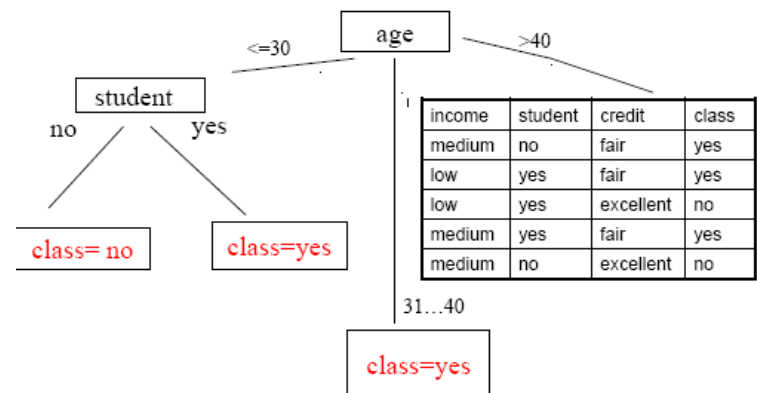 age
<=30
>40
student
no
yes
income student credit class
medium no fair yes
low yes fair yes
low yes excellent no
medium yes fair yes
medium no excellent no
class= no
class=yes
31...40
class=yes